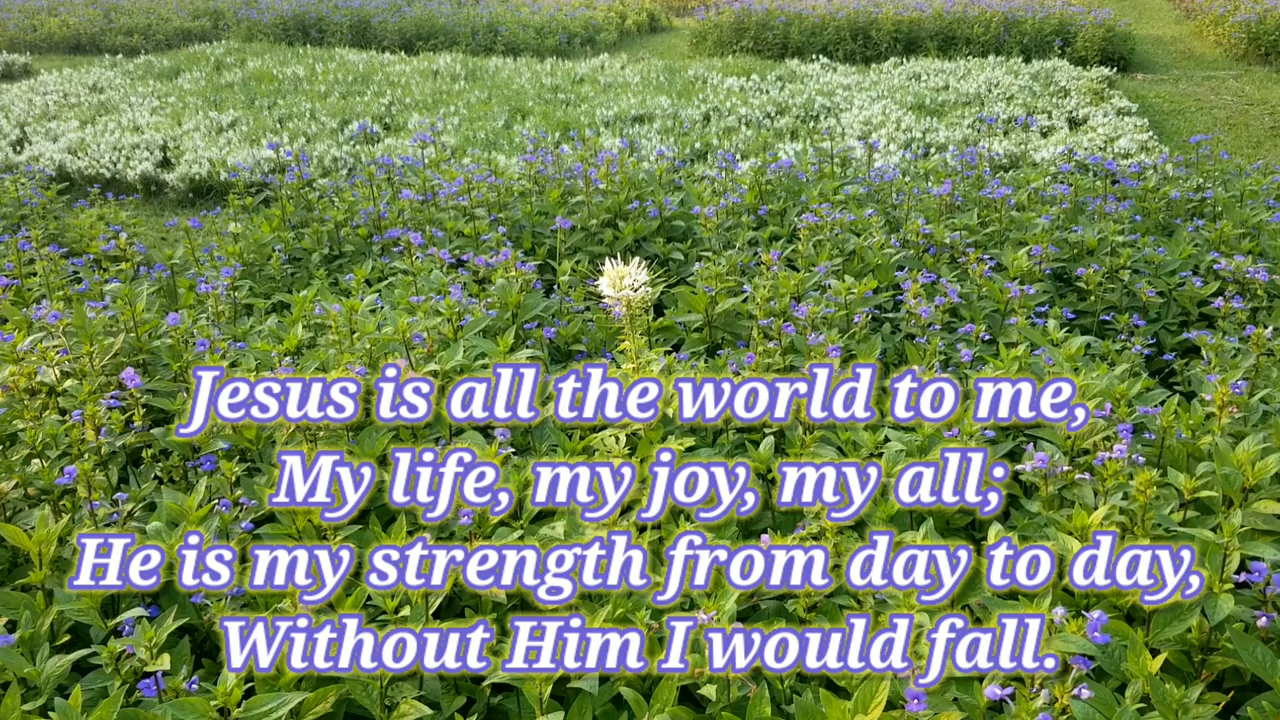 Jesus is all the world to me,
My life, my joy, my all;
He is my strength from day to day,
Without Him I would fall.